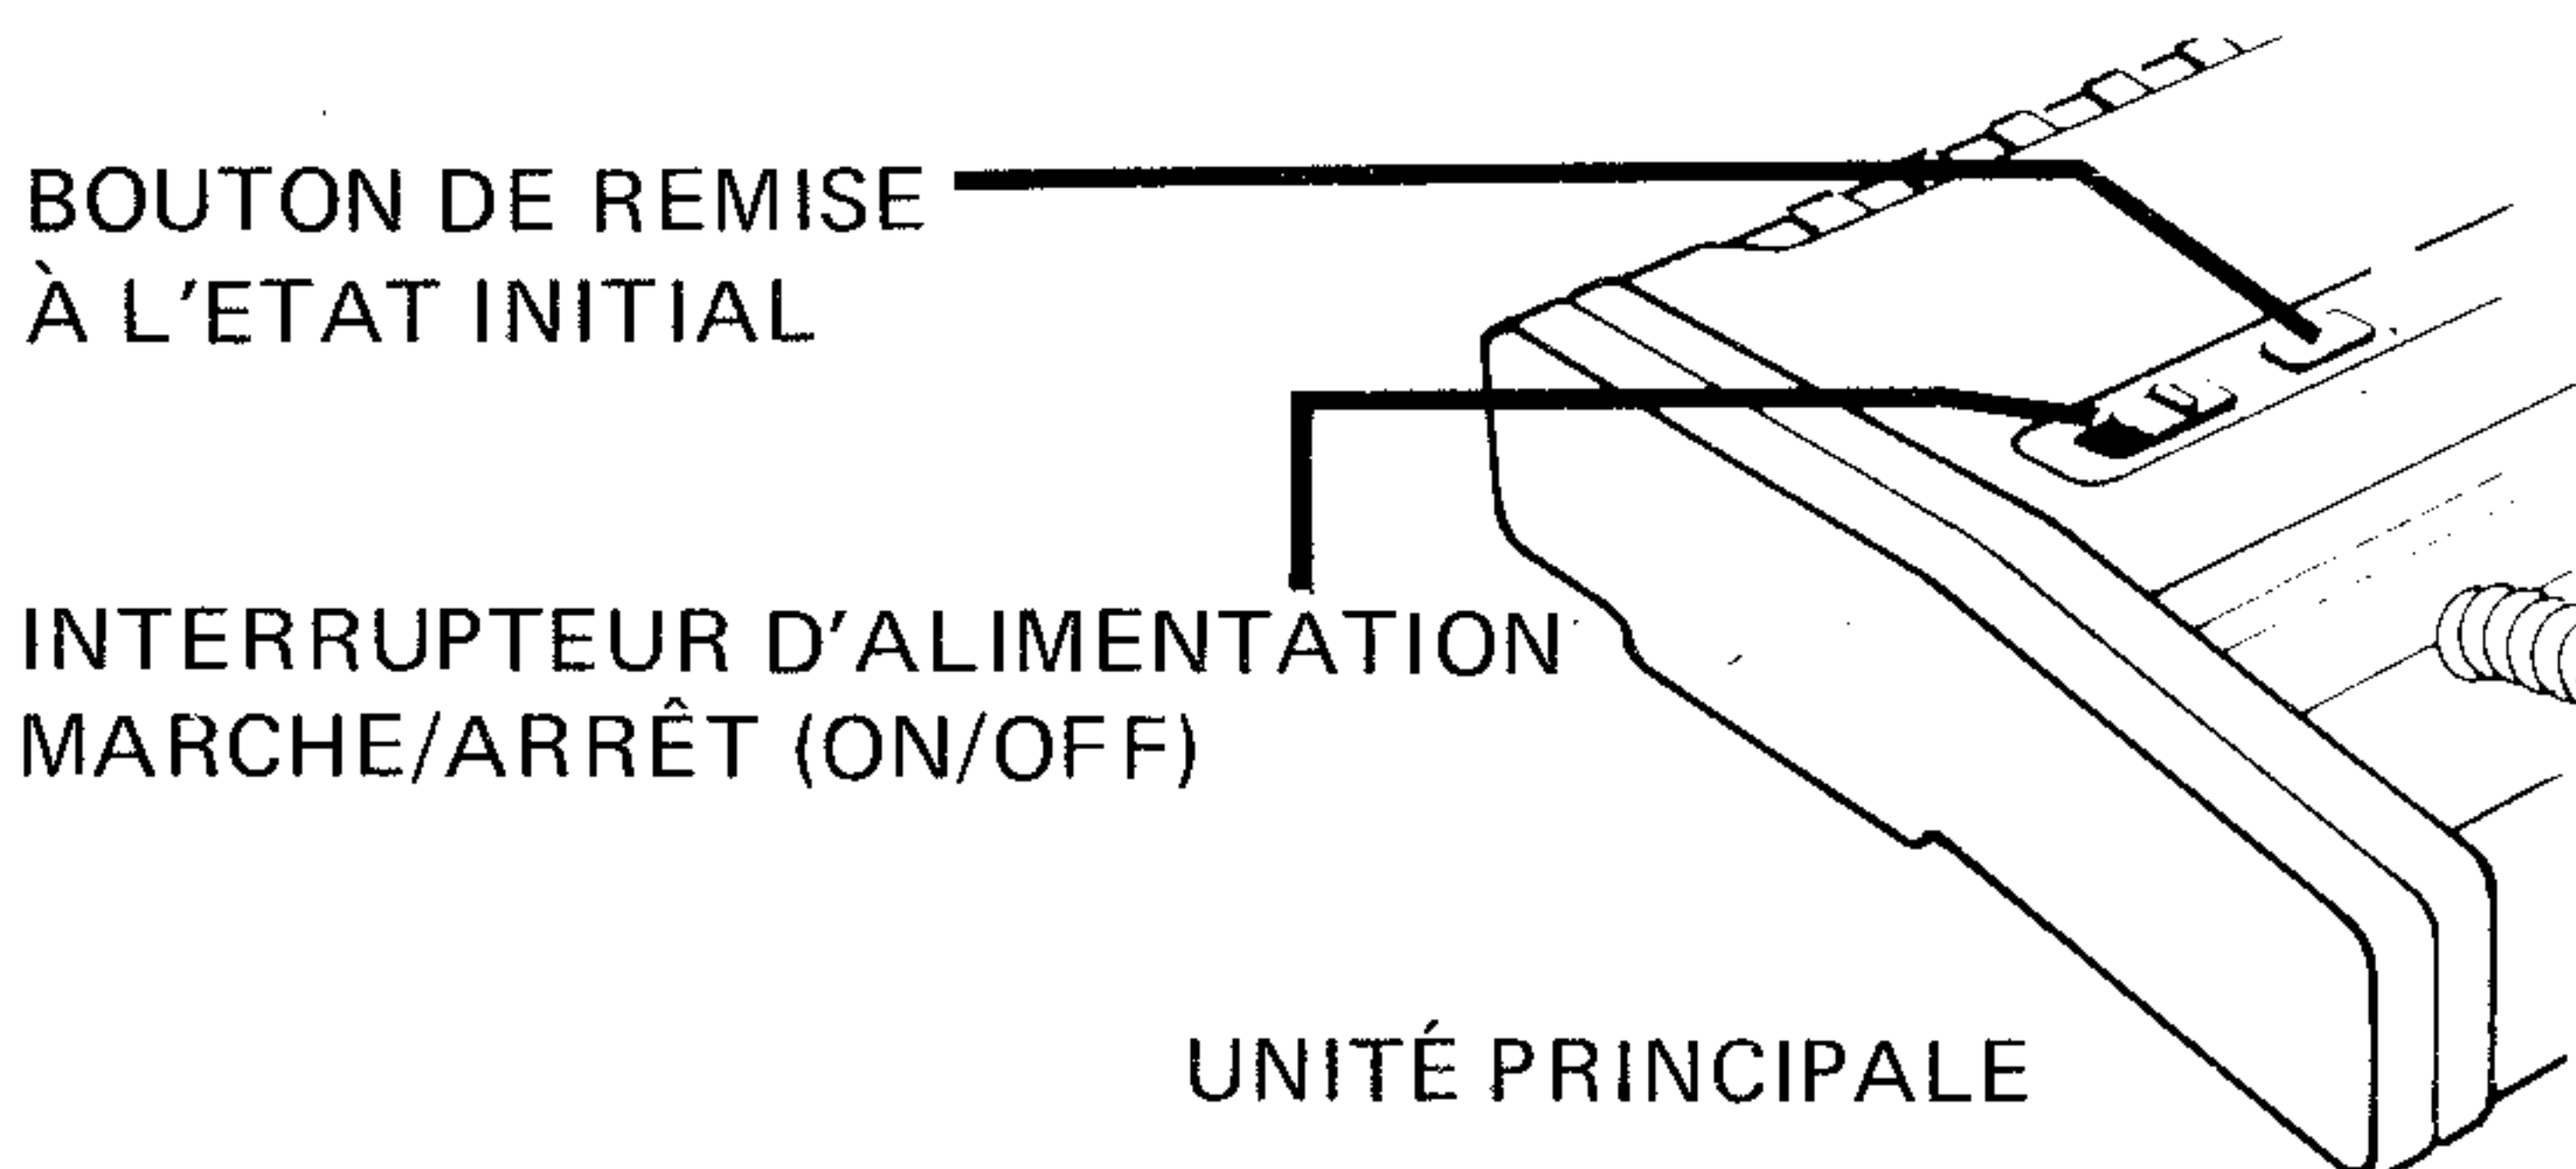 BOUTON DE REMISE
À L'ETAT INITIAL
INTERRUPTEUR D'ALIMENTATION
MARCHE/ARRÊT (ON/OFF)
UNITÉ PRINCIPALE